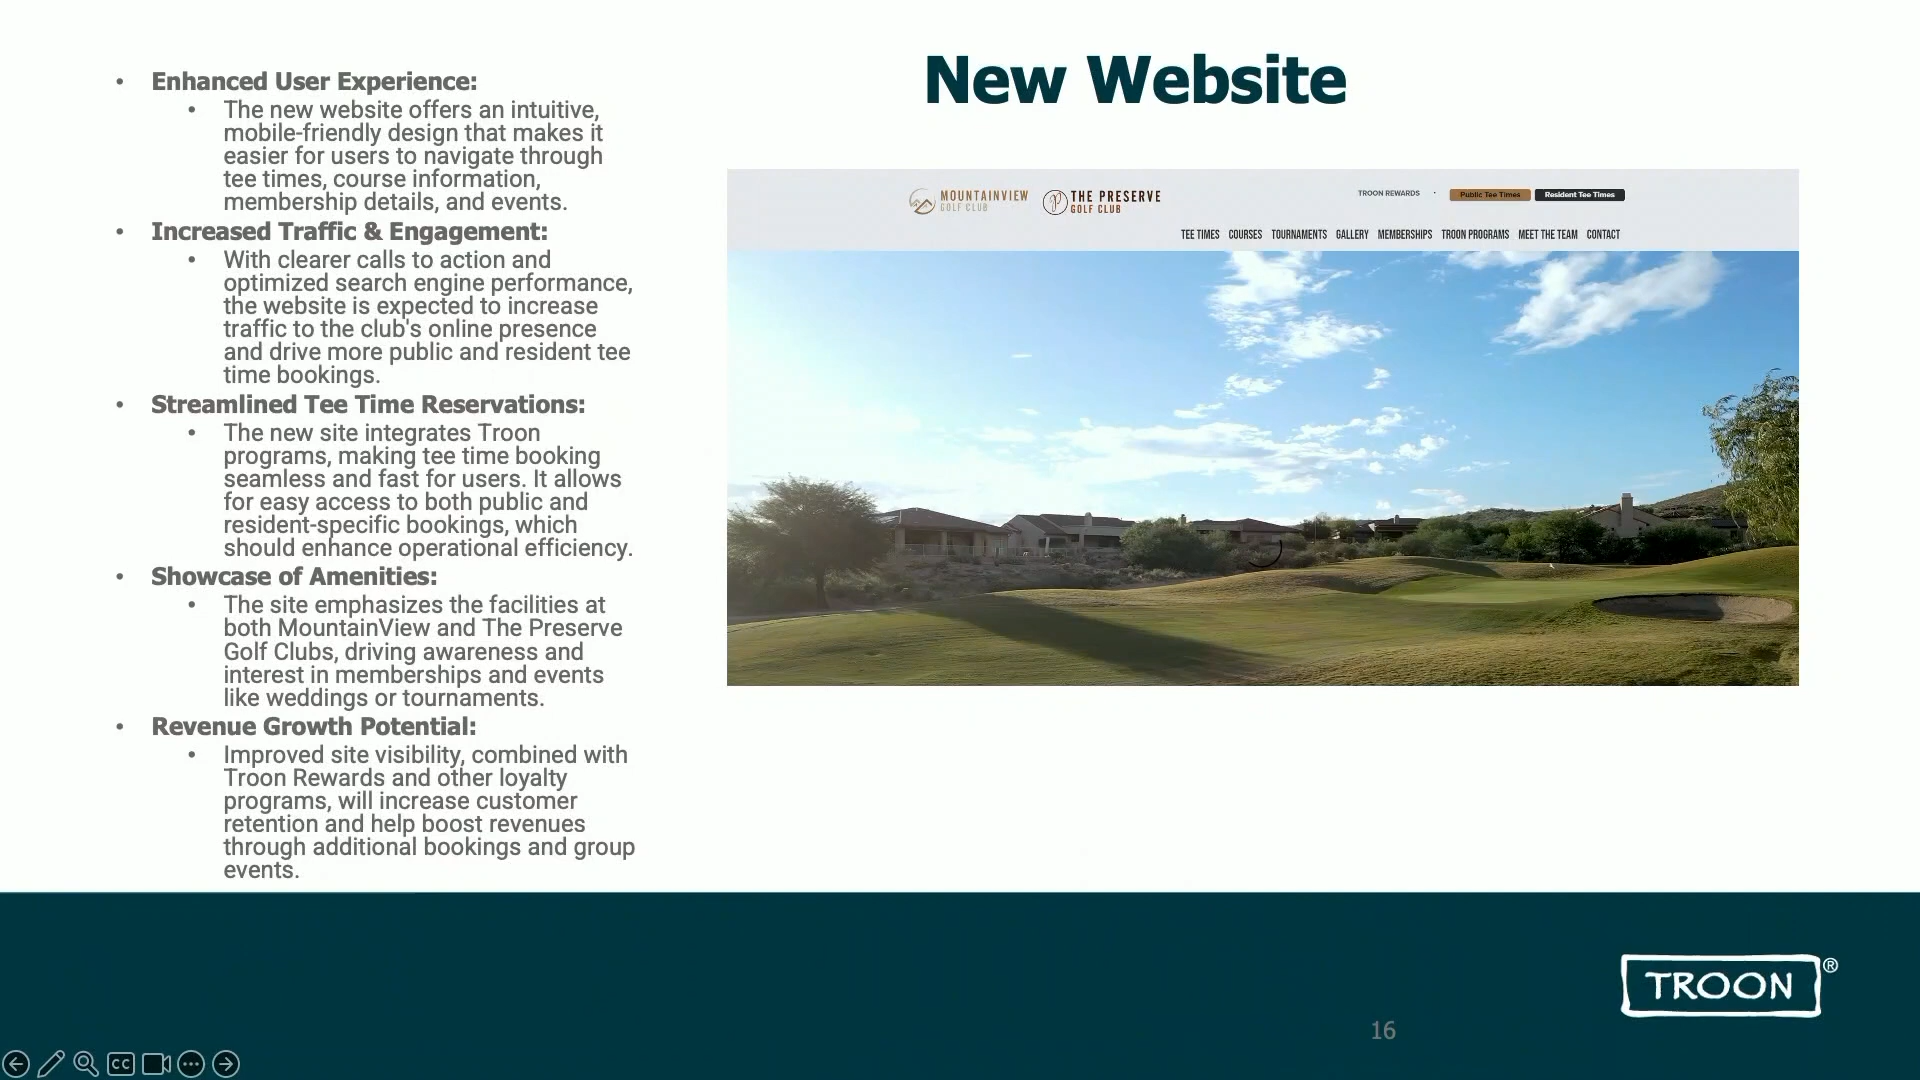 New Website
• Enhanced User Experience:
• The new website offers an intuitive,
mobile-friendly design that makes it
easier for users to navigate through
tee times, course information,
membership details, and events.
• Increased Traffic & Engagement:
• With clearer calls to action and
optimized search engine performance,
the website is expected to increase
traffic to the club's online presence
and drive more public and resident tee
time bookings.
• Streamlined Tee Time Reservations:
• The new site integrates Troon
programs, making tee time booking
seamless and fast for users. It allows
for easy access to both public and
resident-specific bookings, which
should enhance operational efficiency.
• Showcase of Amenities:
• The site emphasizes the facilities at
both MountainView and The Preserve
Golf Clubs, driving awareness and
interest in memberships and events
like weddings or tournaments.
• Revenue Growth Potential:
• Improved site visibility, combined with
Troon Rewards and other loyalty
programs, will increase customer
retention and help boost revenues
through additional bookings and group
events.
MOUNTAINVIEW
GOLF CLUB
P
THE PRESERVE
GOLF CLUB
TROON REWARDS · Public Tee Times Resident Tee Times
TEE TIMES COURSES TOURNAMENTS GALLERY MEMBERSHIPS TROON PROGRAMS MEET THE TEAM CONTACT
TROON®
16
CC